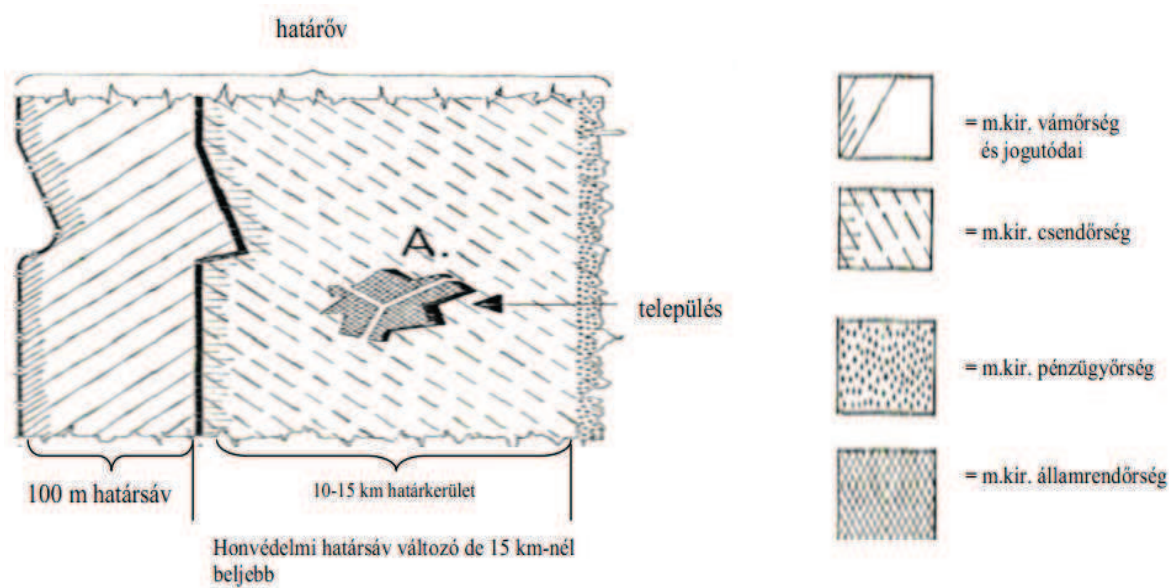 határőv
A.
település
100 m határsáv
10-15 km határkerület
Honvédelmi határsáv változó de 15 km-nél
beljebb
= m.kir. vámőrség
és jogutódai
= m.kir. csendőrség
= m.kir. pénzügyőrség
= m.kir. államrendőrség